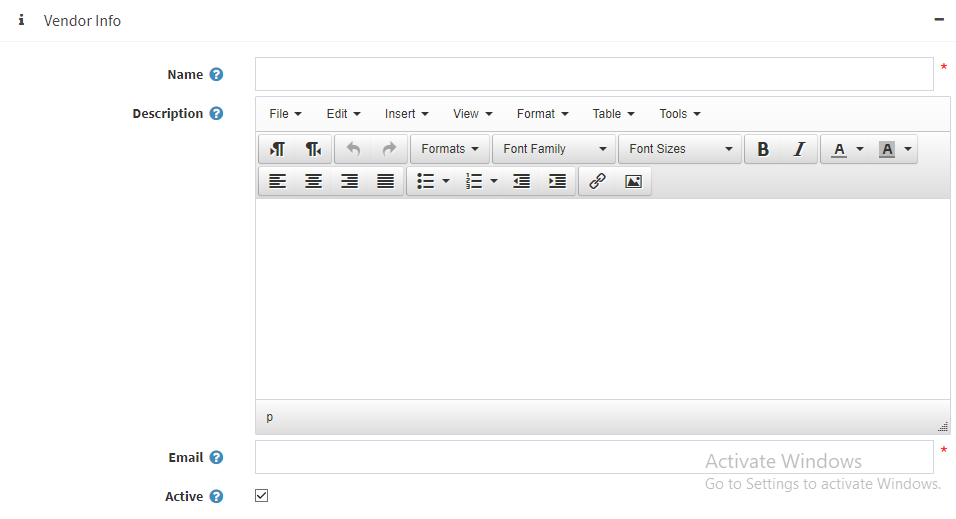 Vendor Info
Name
*
Description
File Edit Insert View Format Table Tools
Formats Font Family Font Sizes B I A A
p
Email
*
Activate Windows
Go to Settings to activate Windows.
Active